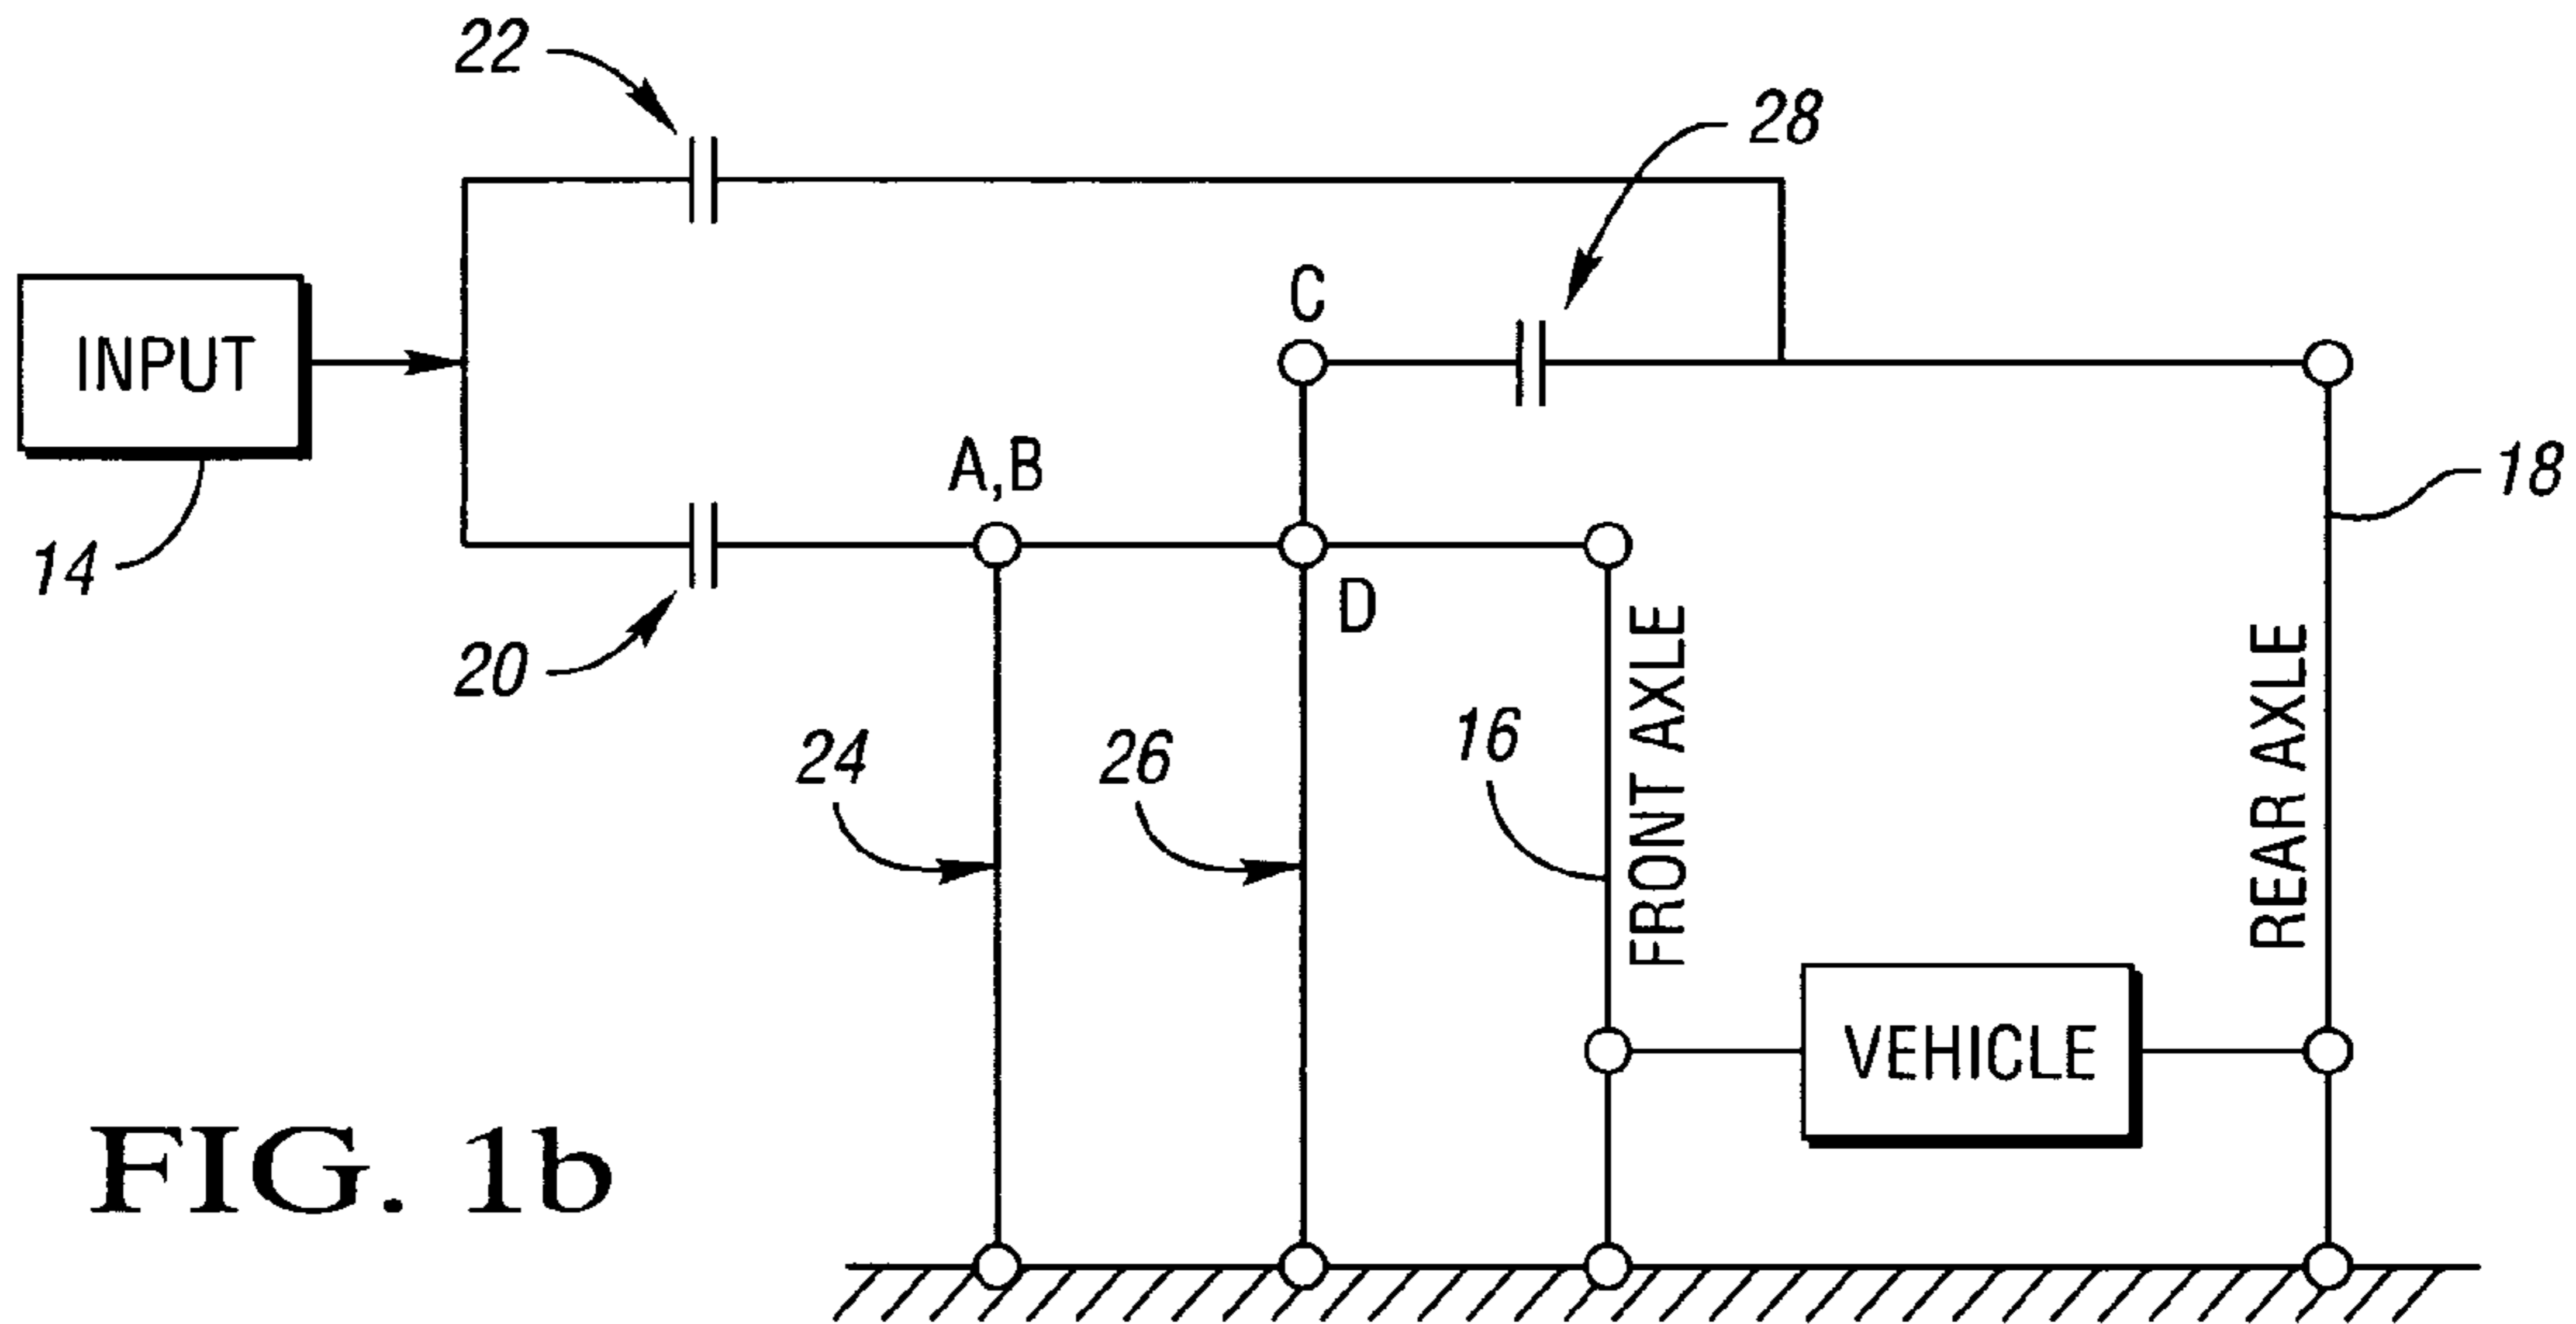 22
28
C
INPUT
A,B
18
14
D
20
24
26
16
FRONT AXLE
REAR AXLE
VEHICLE
FIG. 1b